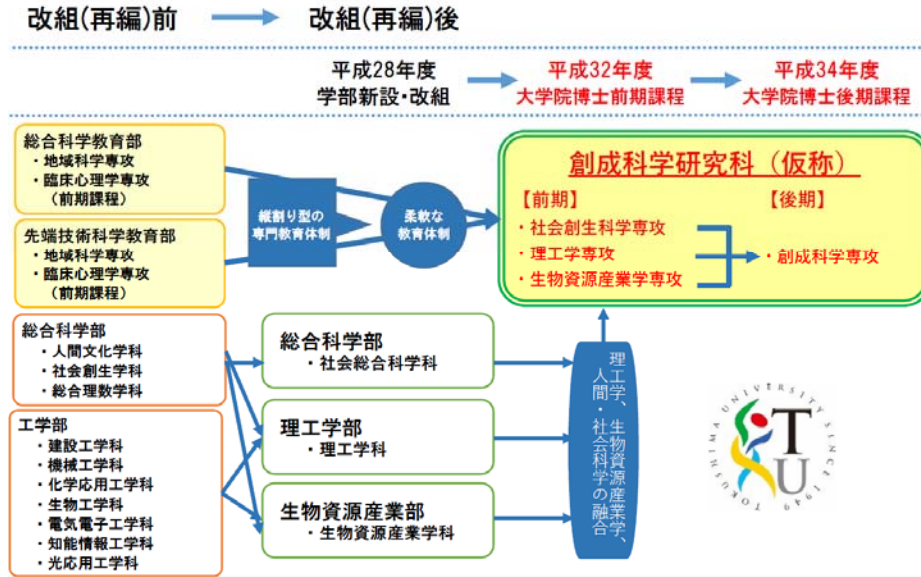 改組(再編)前
改組(再編)後
平成28年度
学部新設・改組
平成32年度
大学院博士前期課程
平成34年度
大学院博士後期課程
総合科学教育部
・地域科学専攻
・臨床心理学専攻
(前期課程)
先端技術科学教育部
・地域科学専攻
・臨床心理学専攻
(前期課程)
縦割り型の
専門教育体制
柔軟な
教育体制
創成科学研究科(仮称)
【前期】
・社会創生科学専攻
・理工学専攻
・生物資源産業学専攻
【後期】
・創成科学専攻
総合科学部
・人間文化学科
・社会創生学科
・総合理数学科
工学部
・建設工学科
・機械工学科
・化学応用工学科
・生物工学科
・電気電子工学科
・知能情報工学科
・光応用工学科
総合科学部
・社会総合科学科
理工学部
・理工学科
生物資源産業部
・生物資源産業学科
理工学、生物資源産業学、
人間・社会科学の融合
TOKUSHIMA UNIVERSITY SINCE 1949
TU